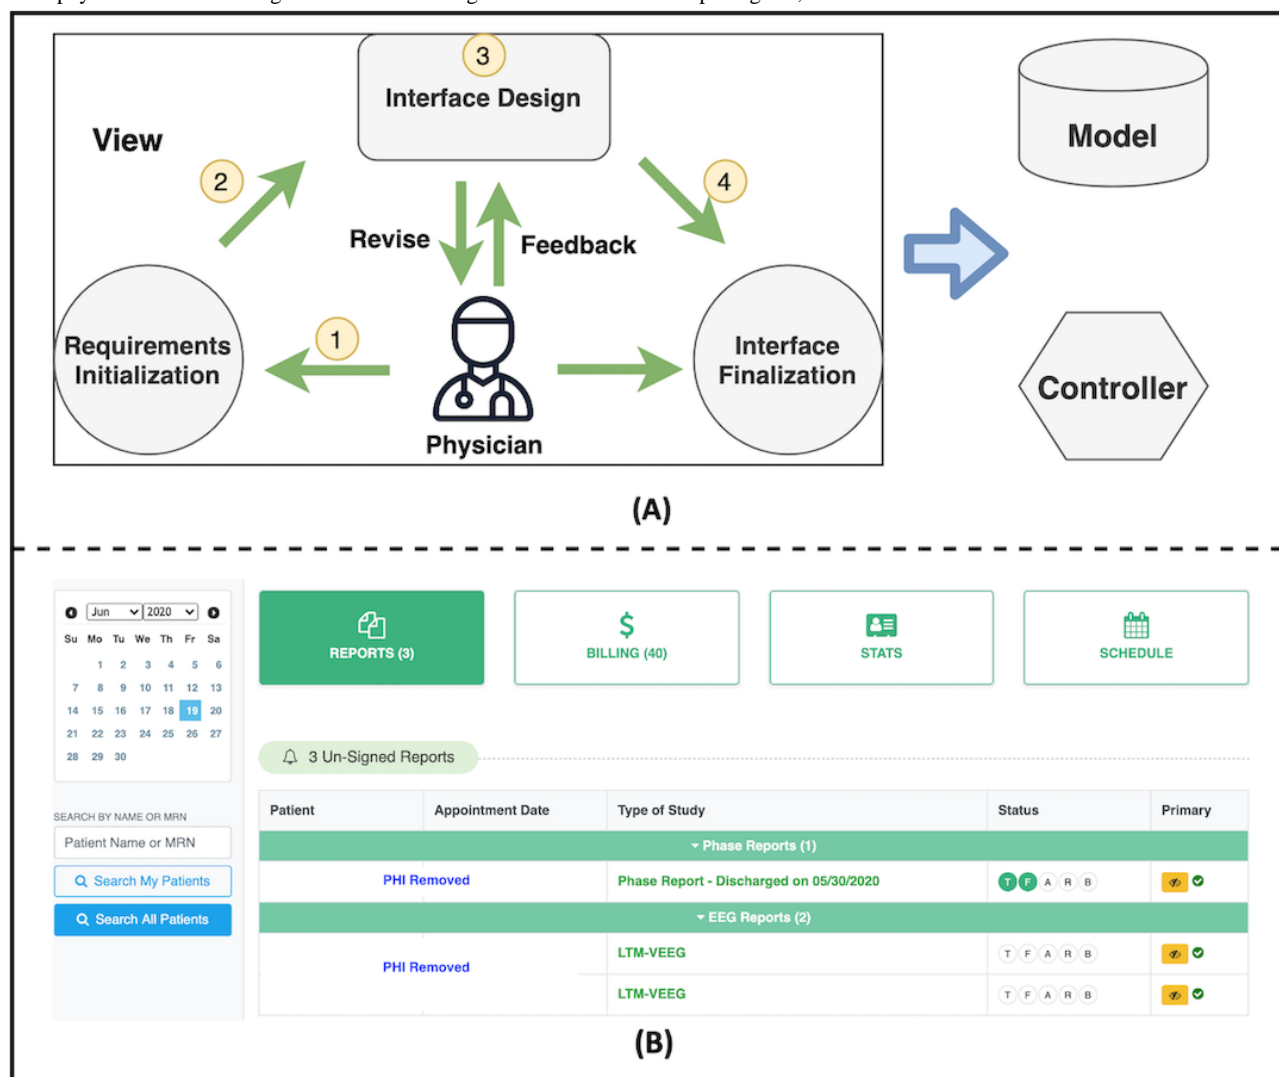 3
Interface Design
View
2
4
Revise
Feedback
Model
1
Requirements
Initialization
Interface
Finalization
Physician
Controller
(A)
Jun 2020
Su Mo Tu We Th Fr Sa
1 2 3 4 5 6
7 8 9 10 11 12 13
14 15 16 17 18 19 20
21 22 23 24 25 26 27
28 29 30
SEARCH BY NAME OR MRN
Patient Name or MRN
Search My Patients
Search All Patients
REPORTS (3)
BILLING (40)
STATS
SCHEDULE
3 Un-Signed Reports
Patient Appointment Date Type of Study Status Primary
Phase Reports (1)
PHI Removed Phase Report - Discharged on 05/30/2020 T F A R B
EEG Reports (2)
LTM-VEEG T F A R B
PHI Removed
LTM-VEEG T F A R B
(B)